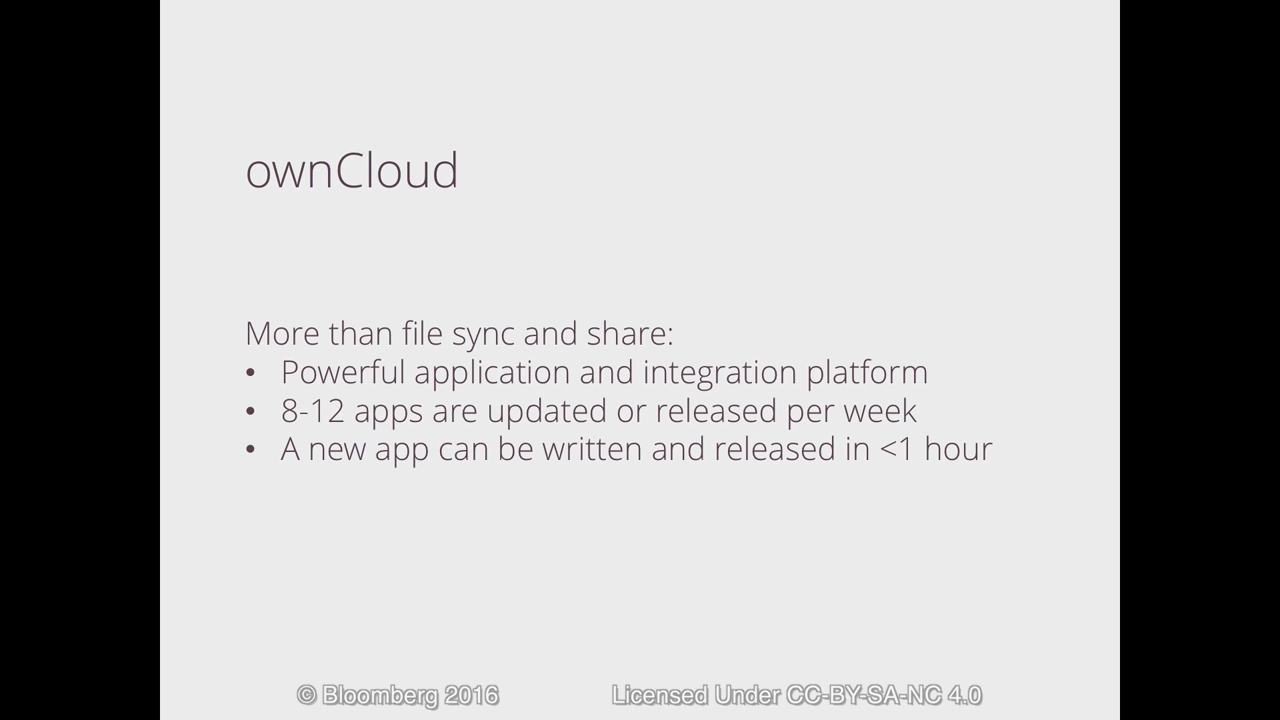 ownCloud
More than file sync and share:
• Powerful application and integration platform
• 8-12 apps are updated or released per week
• A new app can be written and released in <1 hour
© Bloomberg 2016 Licensed Under CC-BY-SA-NC 4.0